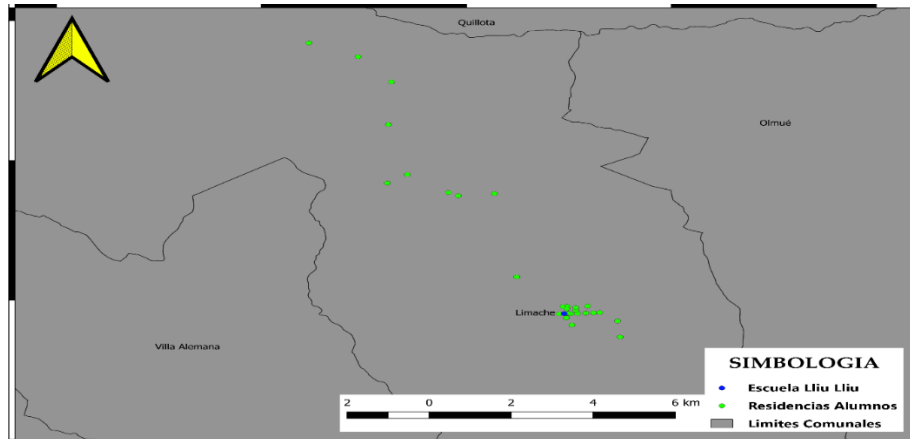 Quillota
Olmué
Limache
Villa Alemana
SIMBOLOGIA
Escuela Lliu Lliu
Residencias Alumnos
Limites Comunales
2 0 2 4 6 km